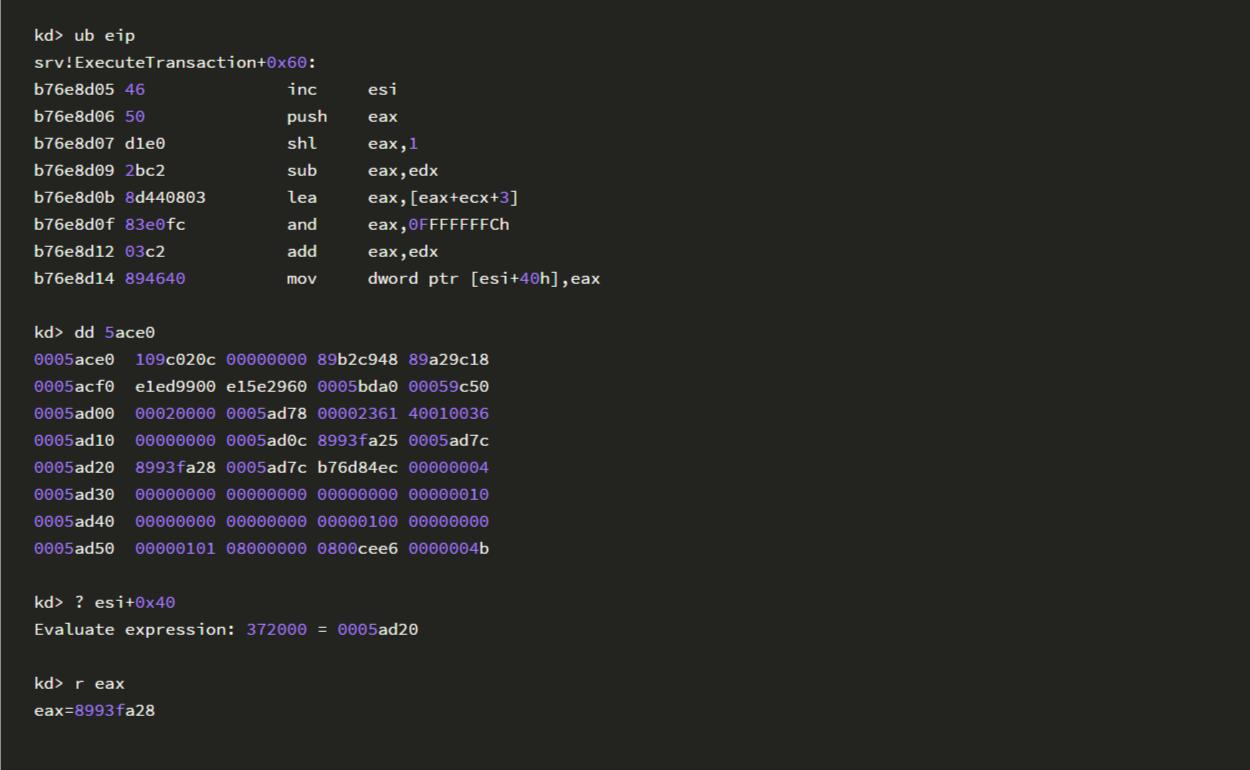 kd> ub eip
srv!ExecuteTransaction+0x60:
b76e8d05 46 inc esi
b76e8d06 50 push eax
b76e8d07 d1e0 shl eax,1
b76e8d09 2bc2 sub eax,edx
b76e8d0b 8d440803 lea eax,[eax+ecx+3]
b76e8d0f 83e0fc and eax,0FFFFFFFCh
b76e8d12 03c2 add eax,edx
b76e8d14 894640 mov dword ptr [esi+40h],eax
kd> dd 5ace0
0005ace0 109c020c 00000000 89b2c948 89a29c18
0005acf0 e1ed9900 e15e2960 0005bda0 00059c50
0005ad00 00020000 0005ad78 00002361 40010036
0005ad10 00000000 0005ad0c 8993fa25 0005ad7c
0005ad20 8993fa28 0005ad7c b76d84ec 00000004
0005ad30 00000000 00000000 00000000 00000010
0005ad40 00000000 00000000 00000100 00000000
0005ad50 00000101 08000000 0800cee6 0000004b
kd> ? esi+0x40
Evaluate expression: 372000 = 0005ad20
kd> r eax
eax=8993fa28